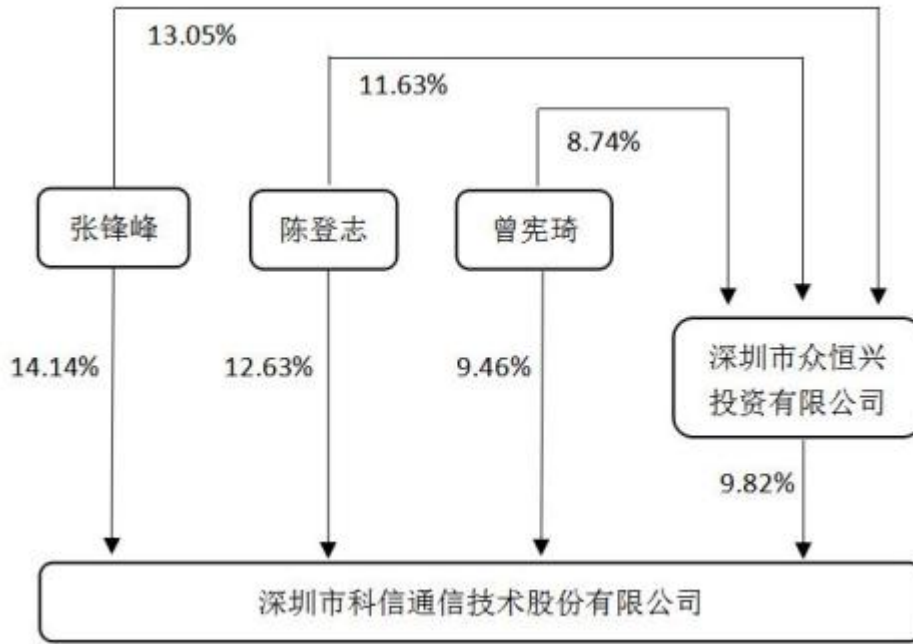 13.05%
11.63%
8.74%
张锋峰
陈登志
曾宪琦
14.14%
12.63%
9.46%
深圳市众恒兴
投资有限公司
9.82%
深圳市科信通信技术股份有限公司